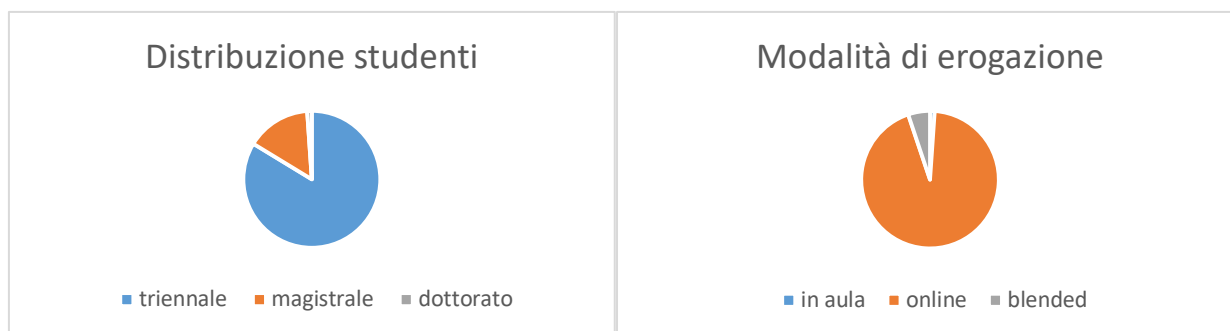 Distribuzione studenti
triennale magistrale dottorato
Modalità di erogazione
in aula online blended